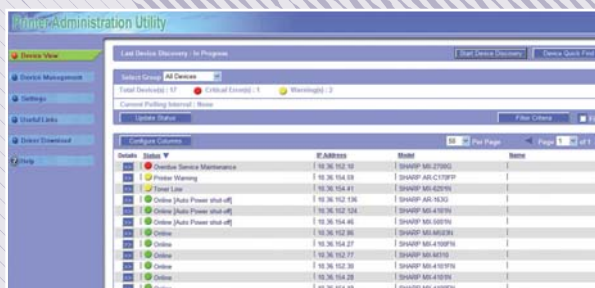 Printer Administration Utility
Device View
Device Management
Settings
Useful Links
Driver Download
Help
Last Device Discovery : In Progress
Start Device Discovery
Device Quick Find
Select Group All Devices
Total Device(s) : 17 Critical Error(s) : 1 Warning(s) : 2
Current Polling Interval : None
Update Status
Filter Criteria
Configure Columns
50 Per Page
Page 1 of 1
Details Status IP Address Model Name
Overdue Service Maintenance 10.36.152.10 SHARP MX-2700G
Printer Warning 10.36.154.59 SHARP AR-C170FP
Toner Low 10.36.154.41 SHARP MX-6201N
Online [Auto Power shut-off] 10.36.152.136 SHARP AR-163G
Online [Auto Power shut-off] 10.36.152.124 SHARP MX-4101N
Online [Auto Power shut-off] 10.36.154.46 SHARP MX-5001N
Online 10.36.152.86 SHARP MX-M503N
Online 10.36.154.27 SHARP MX-4100FN
Online 10.36.152.77 SHARP MX-M310
Online 10.36.152.30 SHARP MX-4101FN
Online 10.36.154.28 SHARP MX-4101N